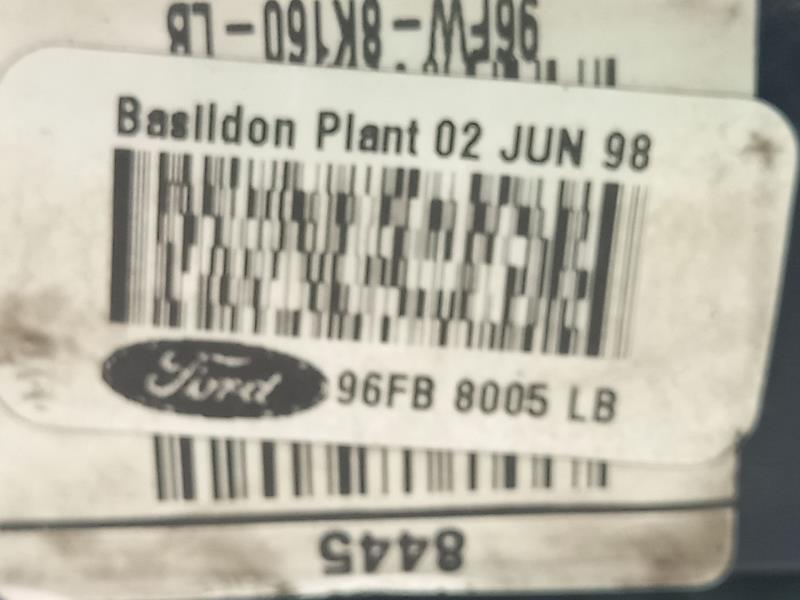 96FW-8K160-LB
Basildon Plant 02 JUN 98
Ford
96FB 8005 LB
8445